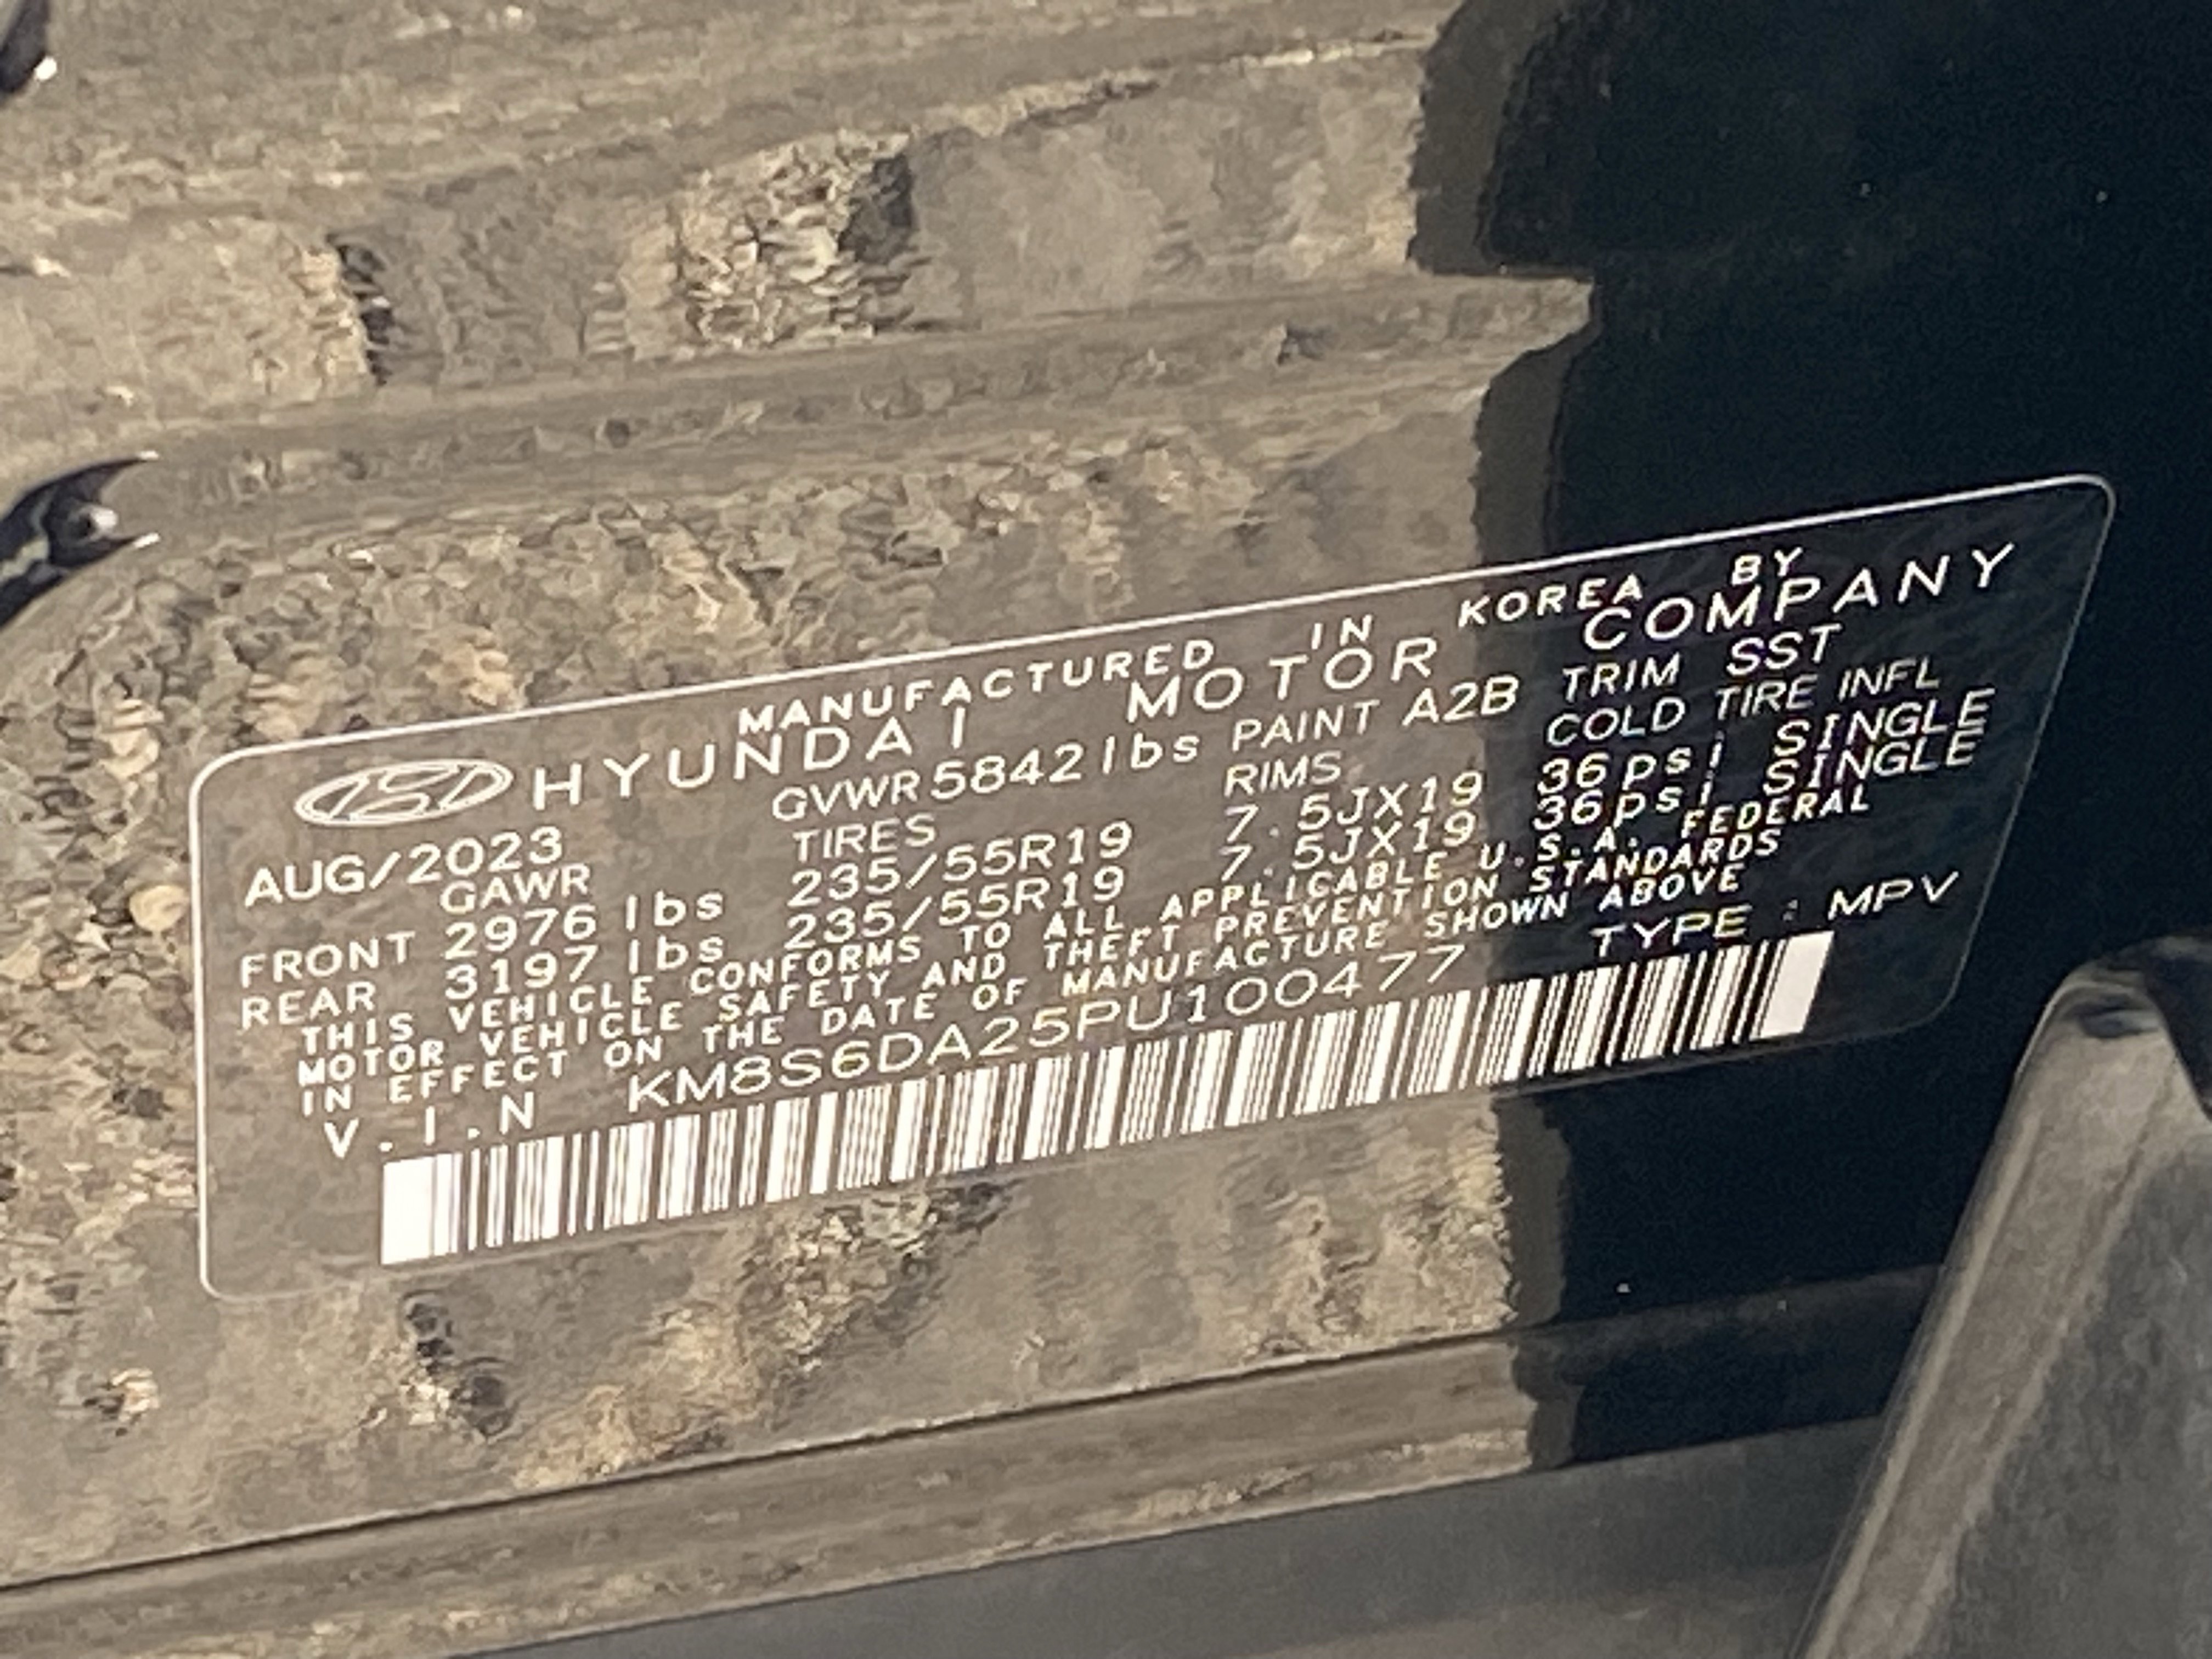 MANUFACTURED IN KOREA BY
HYUNDAI MOTOR COMPANY
AUG/2023 GVWR 5842 lbs PAINT A2B TRIM SST
GAWR TIRES RIMS COLD TIRE INFL
FRONT 2976 lbs 235/55R19 7.5JX19 36psi SINGLE
REAR 3197 lbs 235/55R19 7.5JX19 36psi SINGLE
THIS VEHICLE CONFORMS TO ALL APPLICABLE U.S.A. FEDERAL
MOTOR VEHICLE SAFETY AND THEFT PREVENTION STANDARDS
IN EFFECT ON THE DATE OF MANUFACTURE SHOWN ABOVE
V.I.N KM8S6DA25PU100477 TYPE : MPV